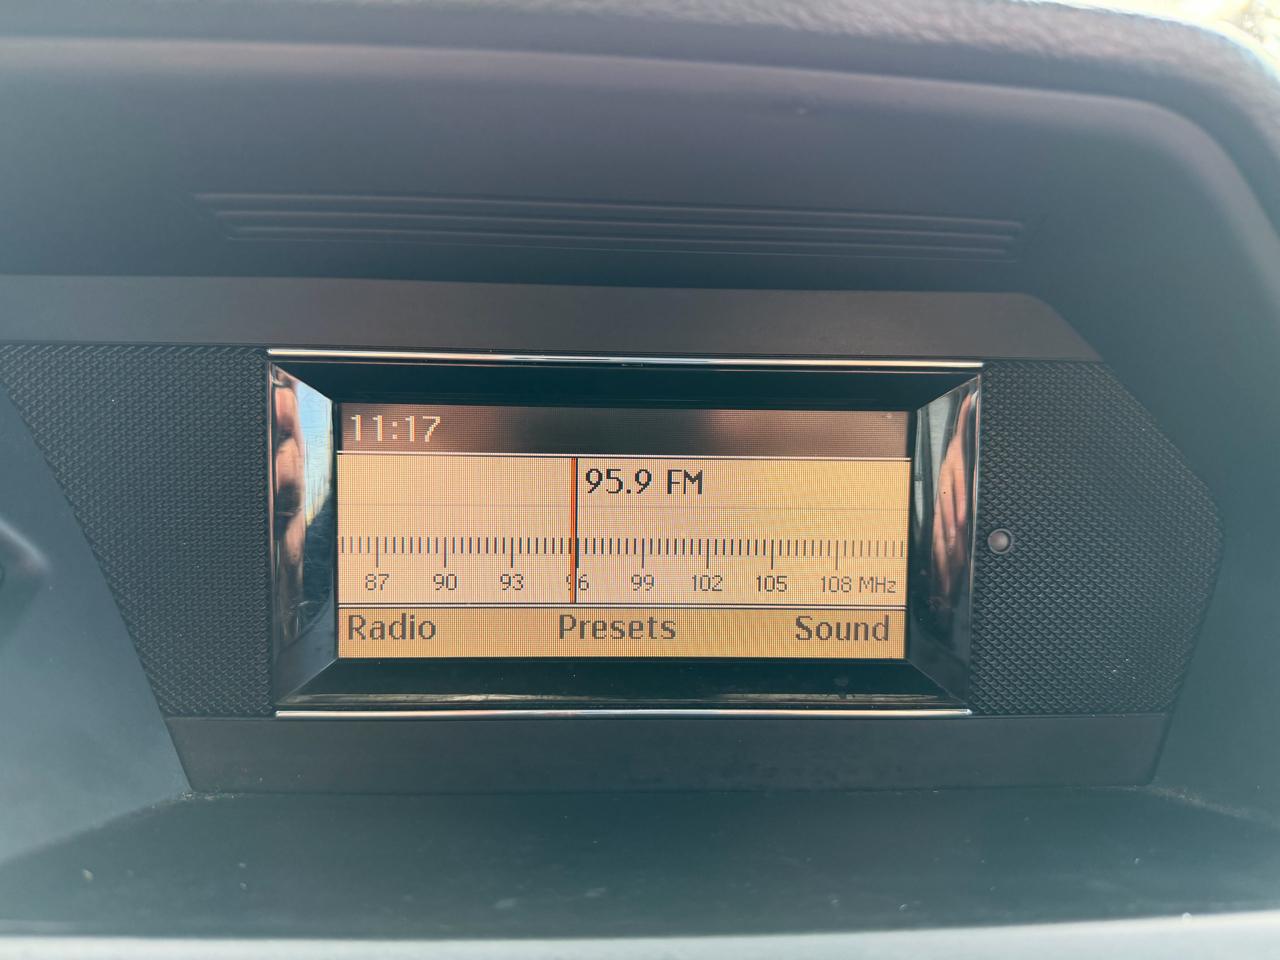 11:17
95.9 FM
87 90 93 96 99 102 105 108 MHz
Radio Presets Sound